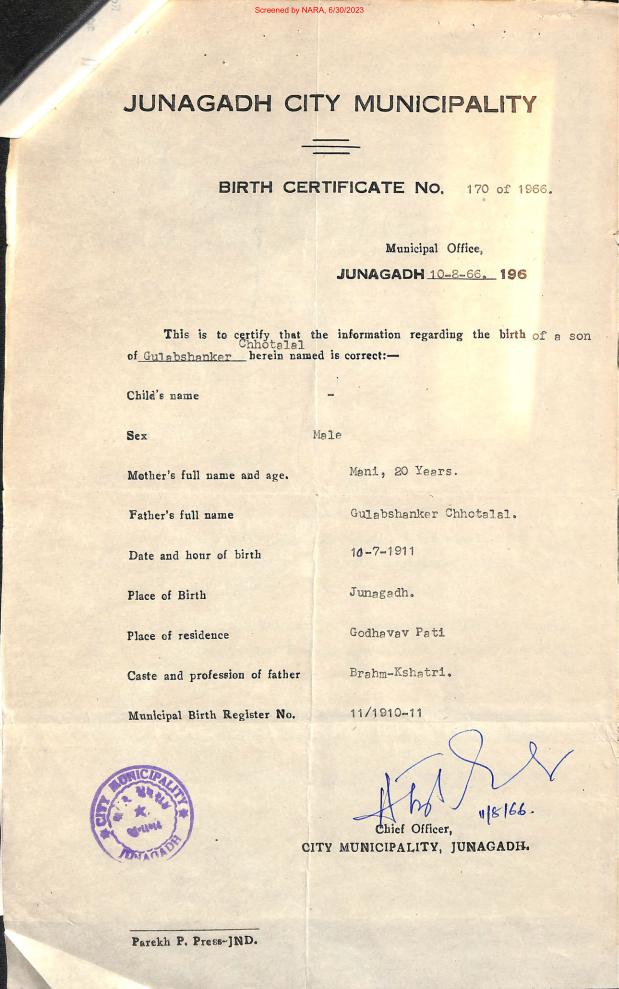 Screened by NARA, 6/30/2023
JUNAGADH CITY MUNICIPALITY
BIRTH CERTIFICATE No. 170 of 1966.
Municipal Office,
JUNAGADH 10-8-66. 196
This is to certify that the information regarding the birth of a son
Chhotalal
of Gulabshanker herein named is correct:—
Child's name -
Sex Male
Mother's full name and age. Mani, 20 Years.
Father's full name Gulabshanker Chhotalal.
Date and hour of birth 10-7-1911
Place of Birth Junagadh.
Place of residence Godhavav Pati
Caste and profession of father Brahm-Kshatri.
Municipal Birth Register No. 11/1910-11
11/8/66.
Chief Officer,
CITY MUNICIPALITY, JUNAGADH.
CITY MUNICIPALITY
JUNAGADH
Parekh P. Press-JND.